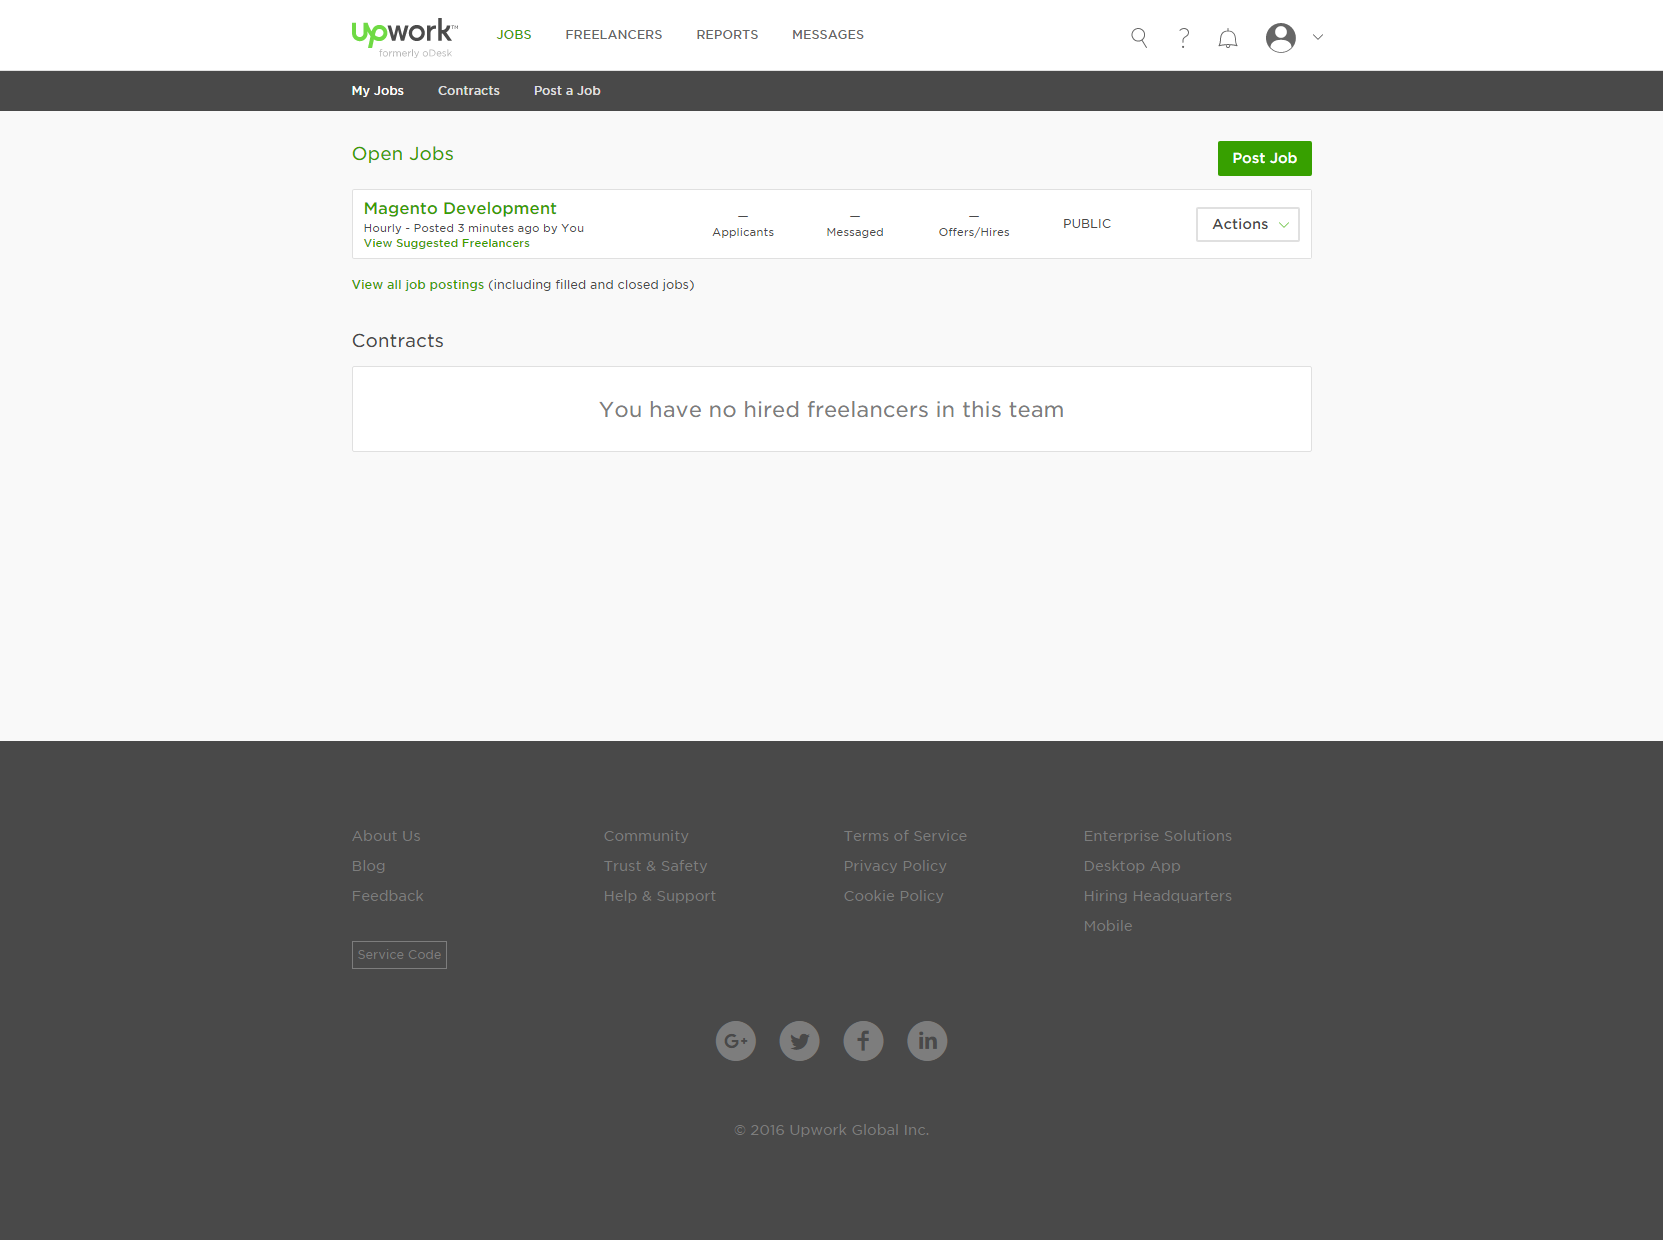 upwork™
formerly oDesk
JOBS FREELANCERS REPORTS MESSAGES
My Jobs Contracts Post a Job
Open Jobs
Post Job
Magento Development
Hourly - Posted 3 minutes ago by You
View Suggested Freelancers
— Applicants
— Messaged
— Offers/Hires
PUBLIC
Actions
View all job postings (including filled and closed jobs)
Contracts
You have no hired freelancers in this team
About Us
Blog
Feedback
Community
Trust & Safety
Help & Support
Terms of Service
Privacy Policy
Cookie Policy
Enterprise Solutions
Desktop App
Hiring Headquarters
Mobile
Service Code
G+ f in
© 2016 Upwork Global Inc.